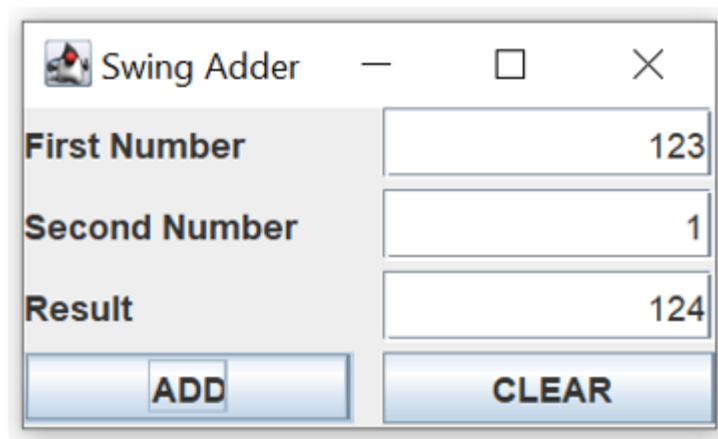 Swing Adder
First Number 123
Second Number 1
Result 124
ADD CLEAR